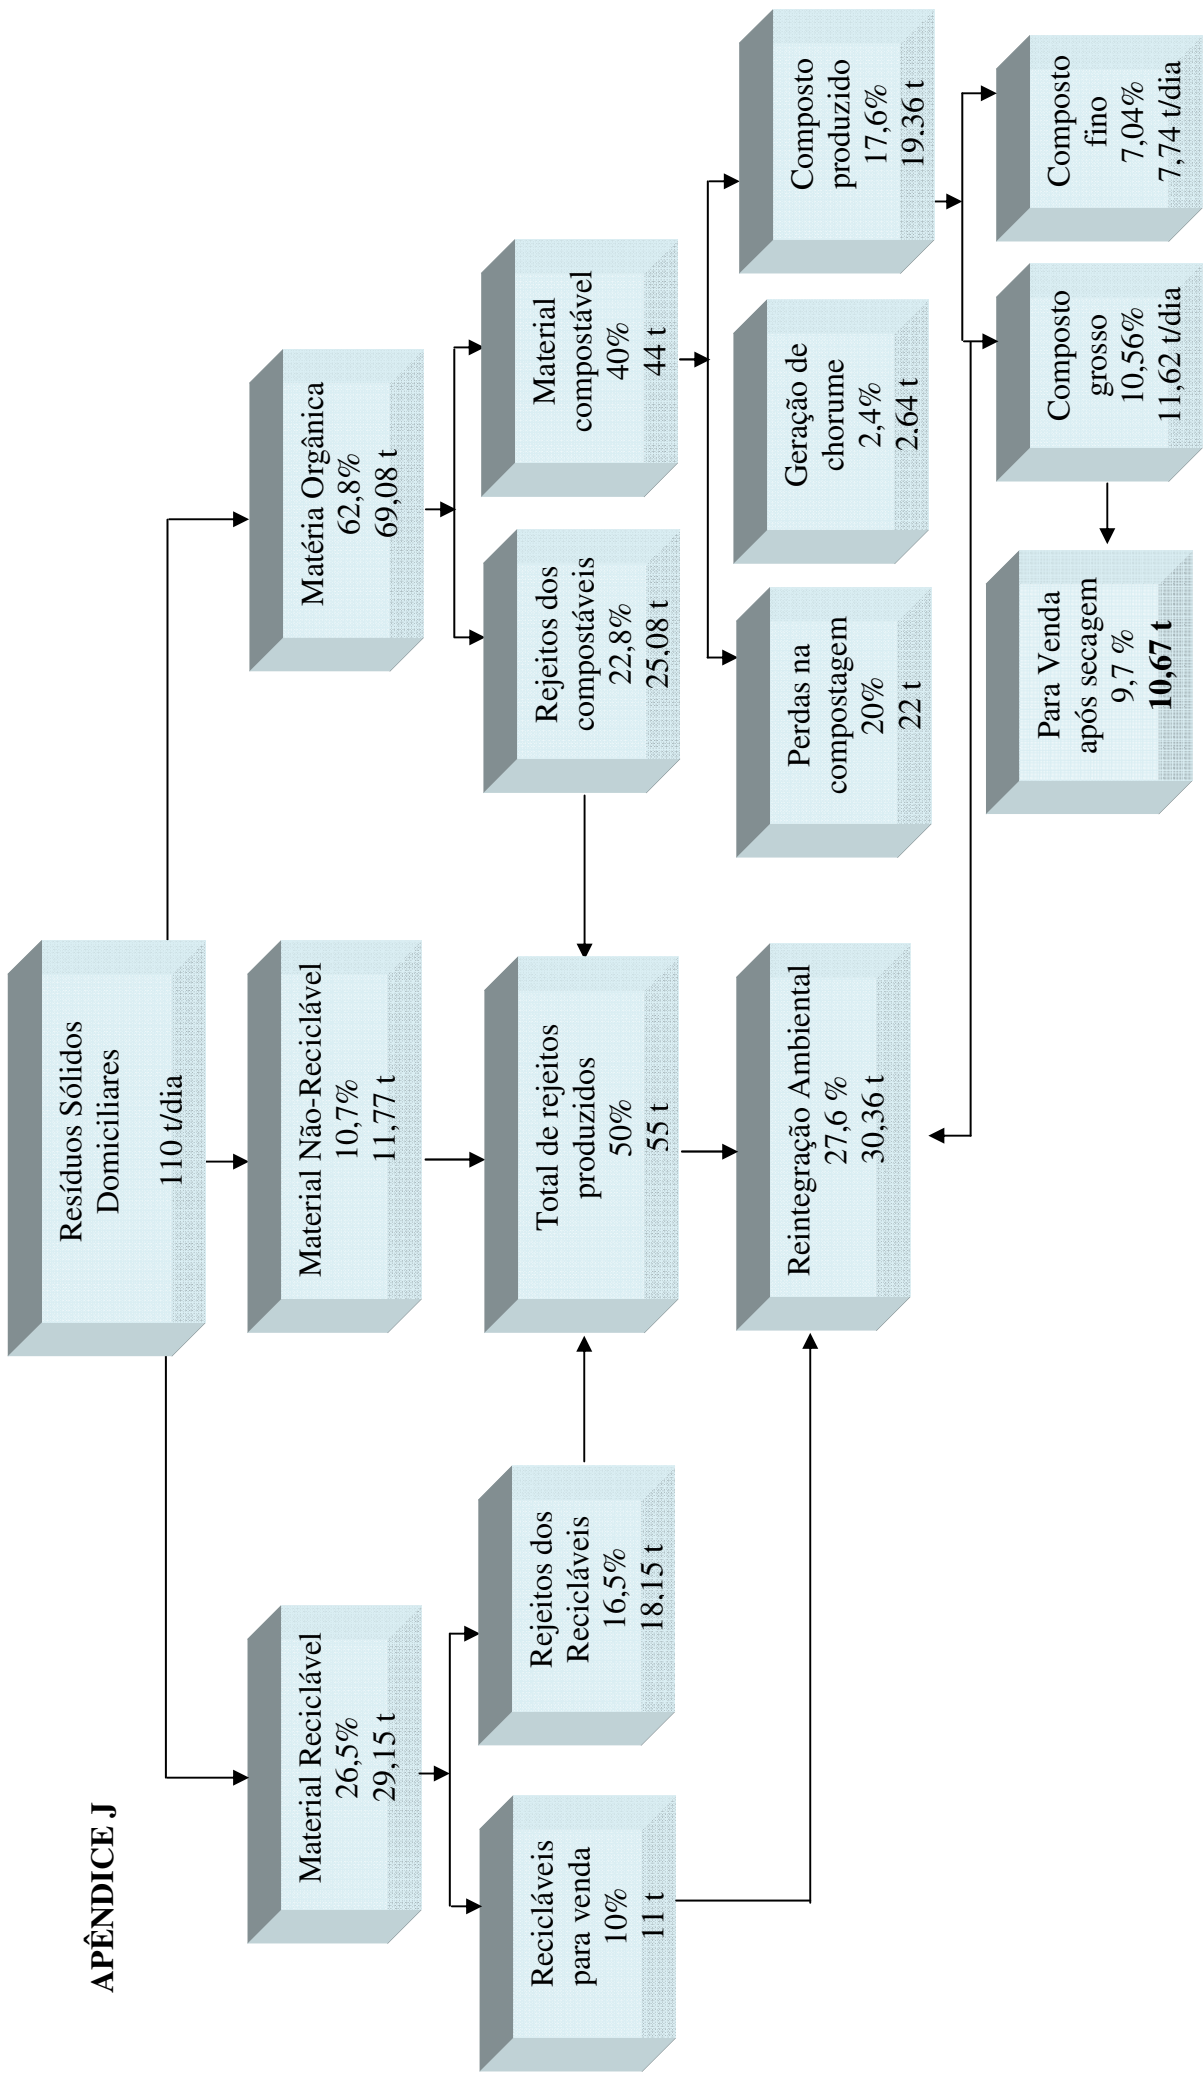 APÊNDICE J
Resíduos Sólidos
Domiciliares
110 t/dia
Material Reciclável
26,5%
29,15 t
Material Não-Reciclável
10,7%
11,77 t
Matéria Orgânica
62,8%
69,08 t
Recicláveis
para venda
10%
11 t
Rejeitos dos
Recicláveis
16,5%
18,15 t
Total de rejeitos
produzidos
50%
55 t
Rejeitos dos
compostáveis
22,8%
25,08 t
Material
compostável
40%
44 t
Reintegração Ambiental
27,6 %
30,36 t
Perdas na
compostagem
20%
22 t
Geração de
chorume
2,4%
2.64 t
Composto
produzido
17,6%
19.36 t
Para Venda
após secagem
9,7 %
10,67 t
Composto
grosso
10,56%
11,62 t/dia
Composto
fino
7,04%
7,74 t/dia